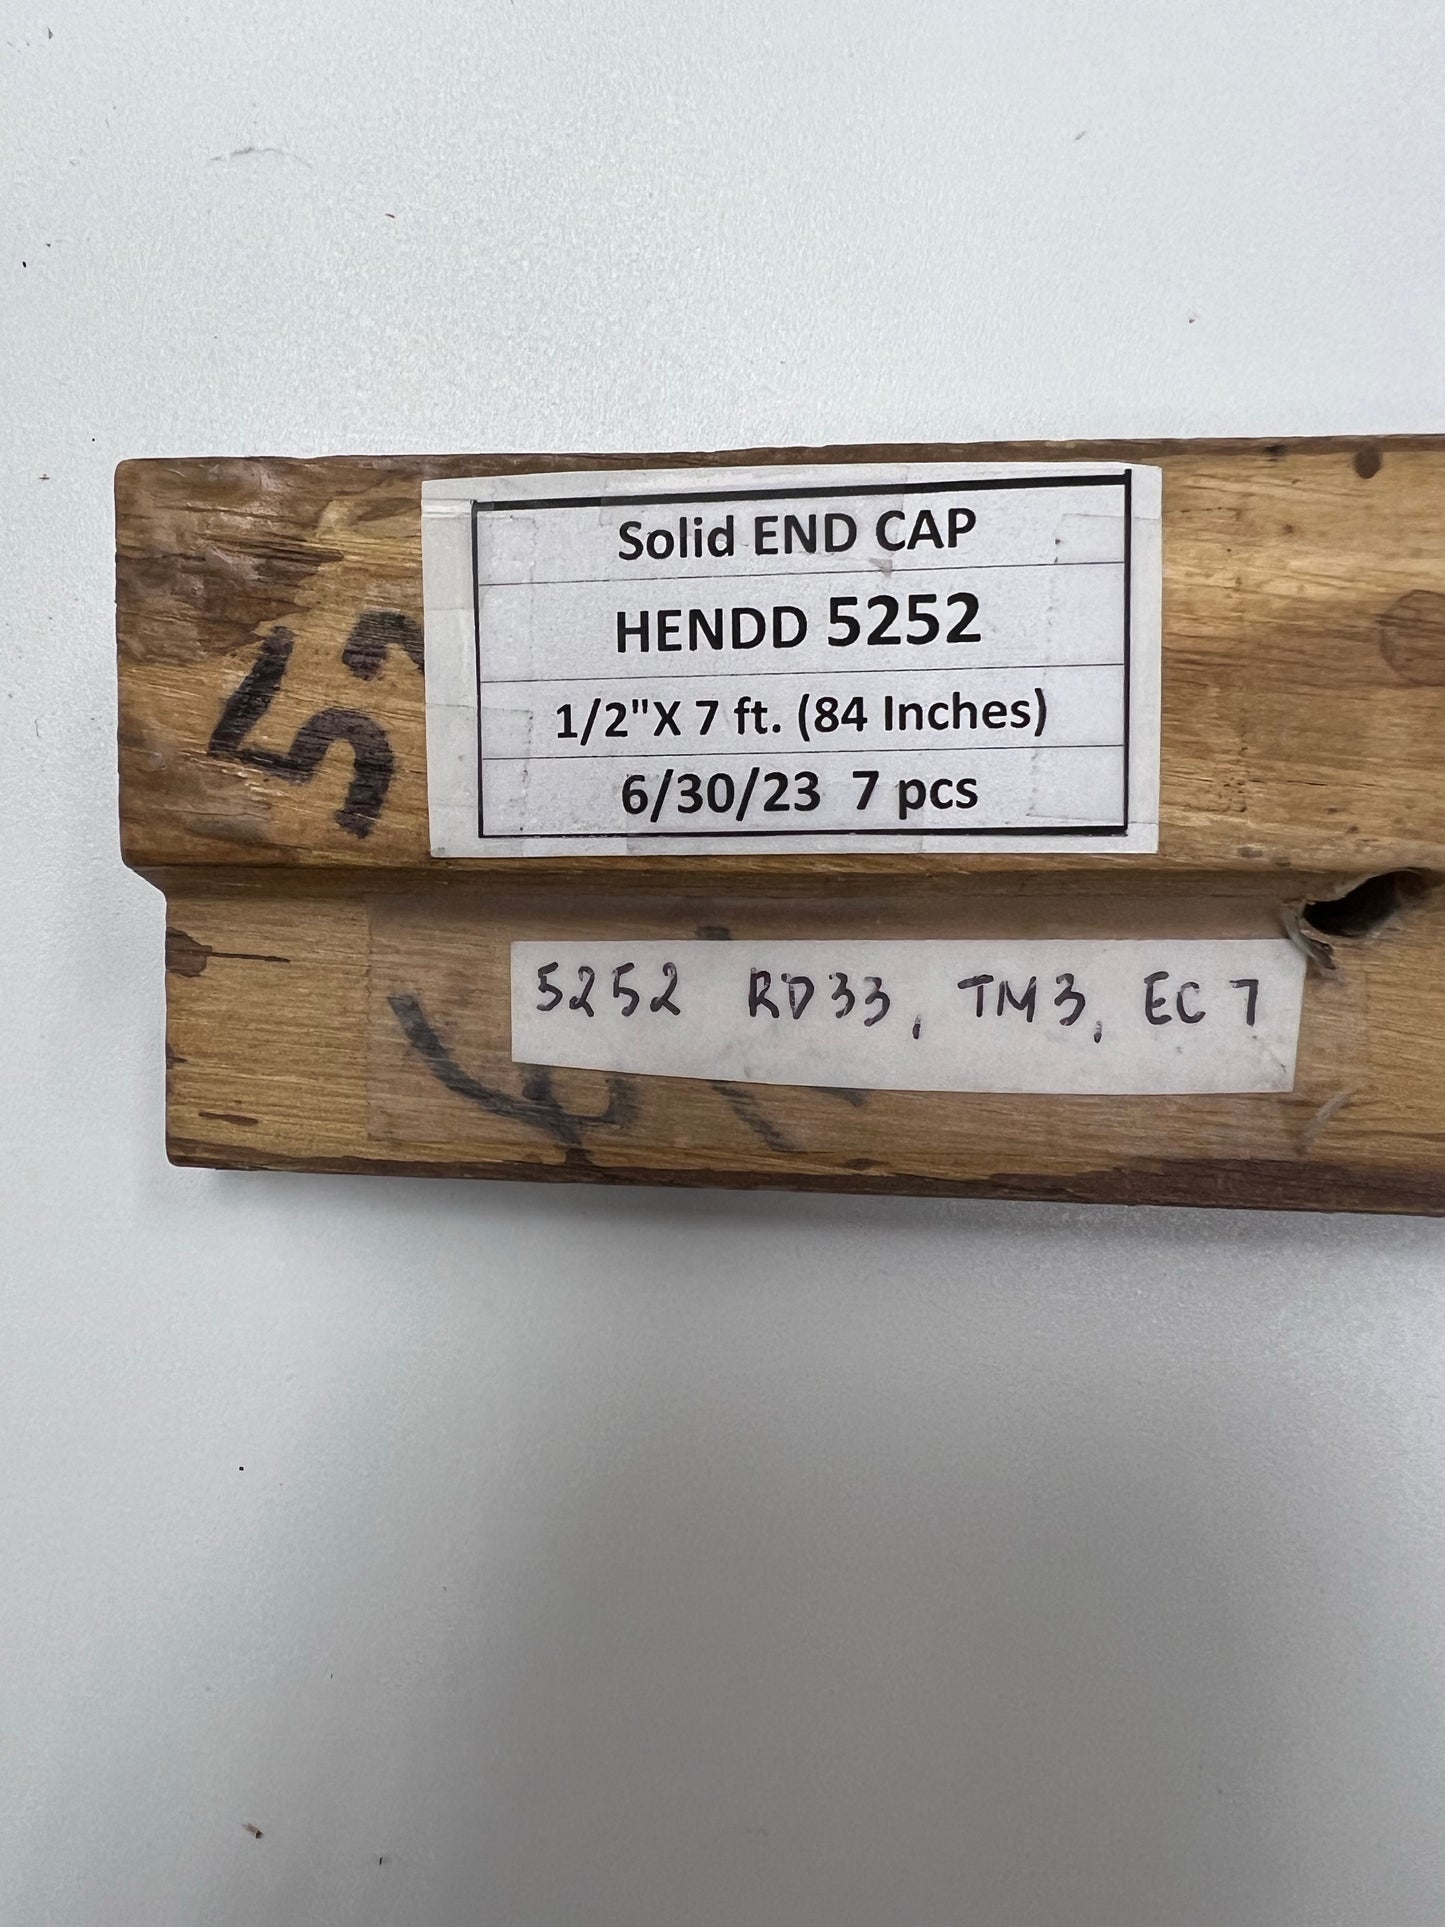 Solid END CAP
HENDD 5252
1/2"X 7 ft. (84 Inches)
6/30/23 7 pcs
5252 RD33, TM3, EC7